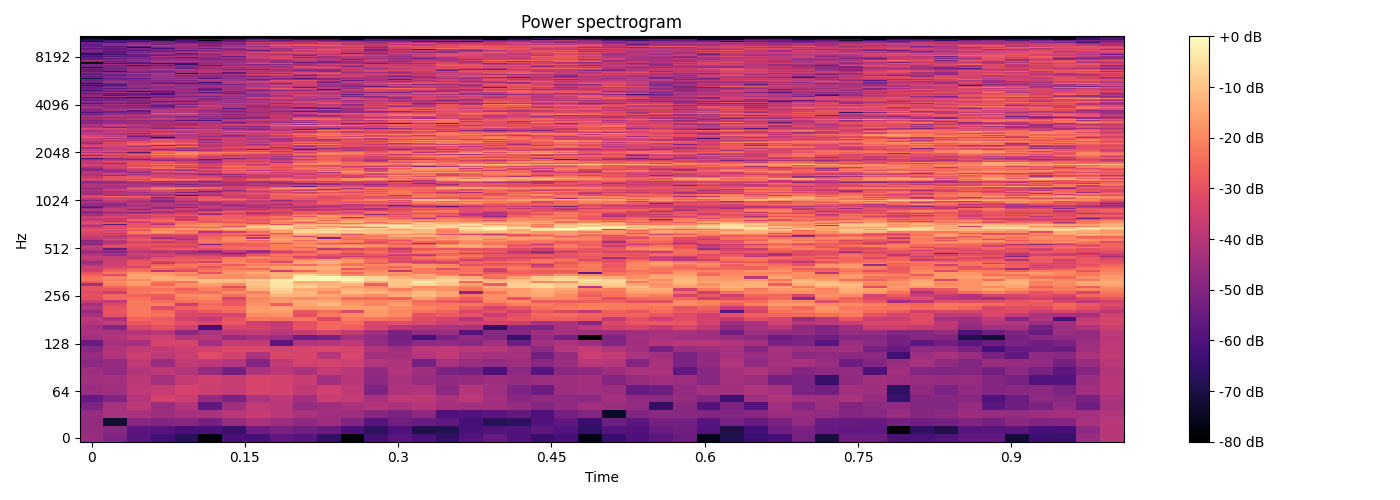 Power spectrogram
Hz
8192
4096
2048
1024
512
256
128
64
0
0 0.15 0.3 0.45 0.6 0.75 0.9
Time
+0 dB
-10 dB
-20 dB
-30 dB
-40 dB
-50 dB
-60 dB
-70 dB
-80 dB